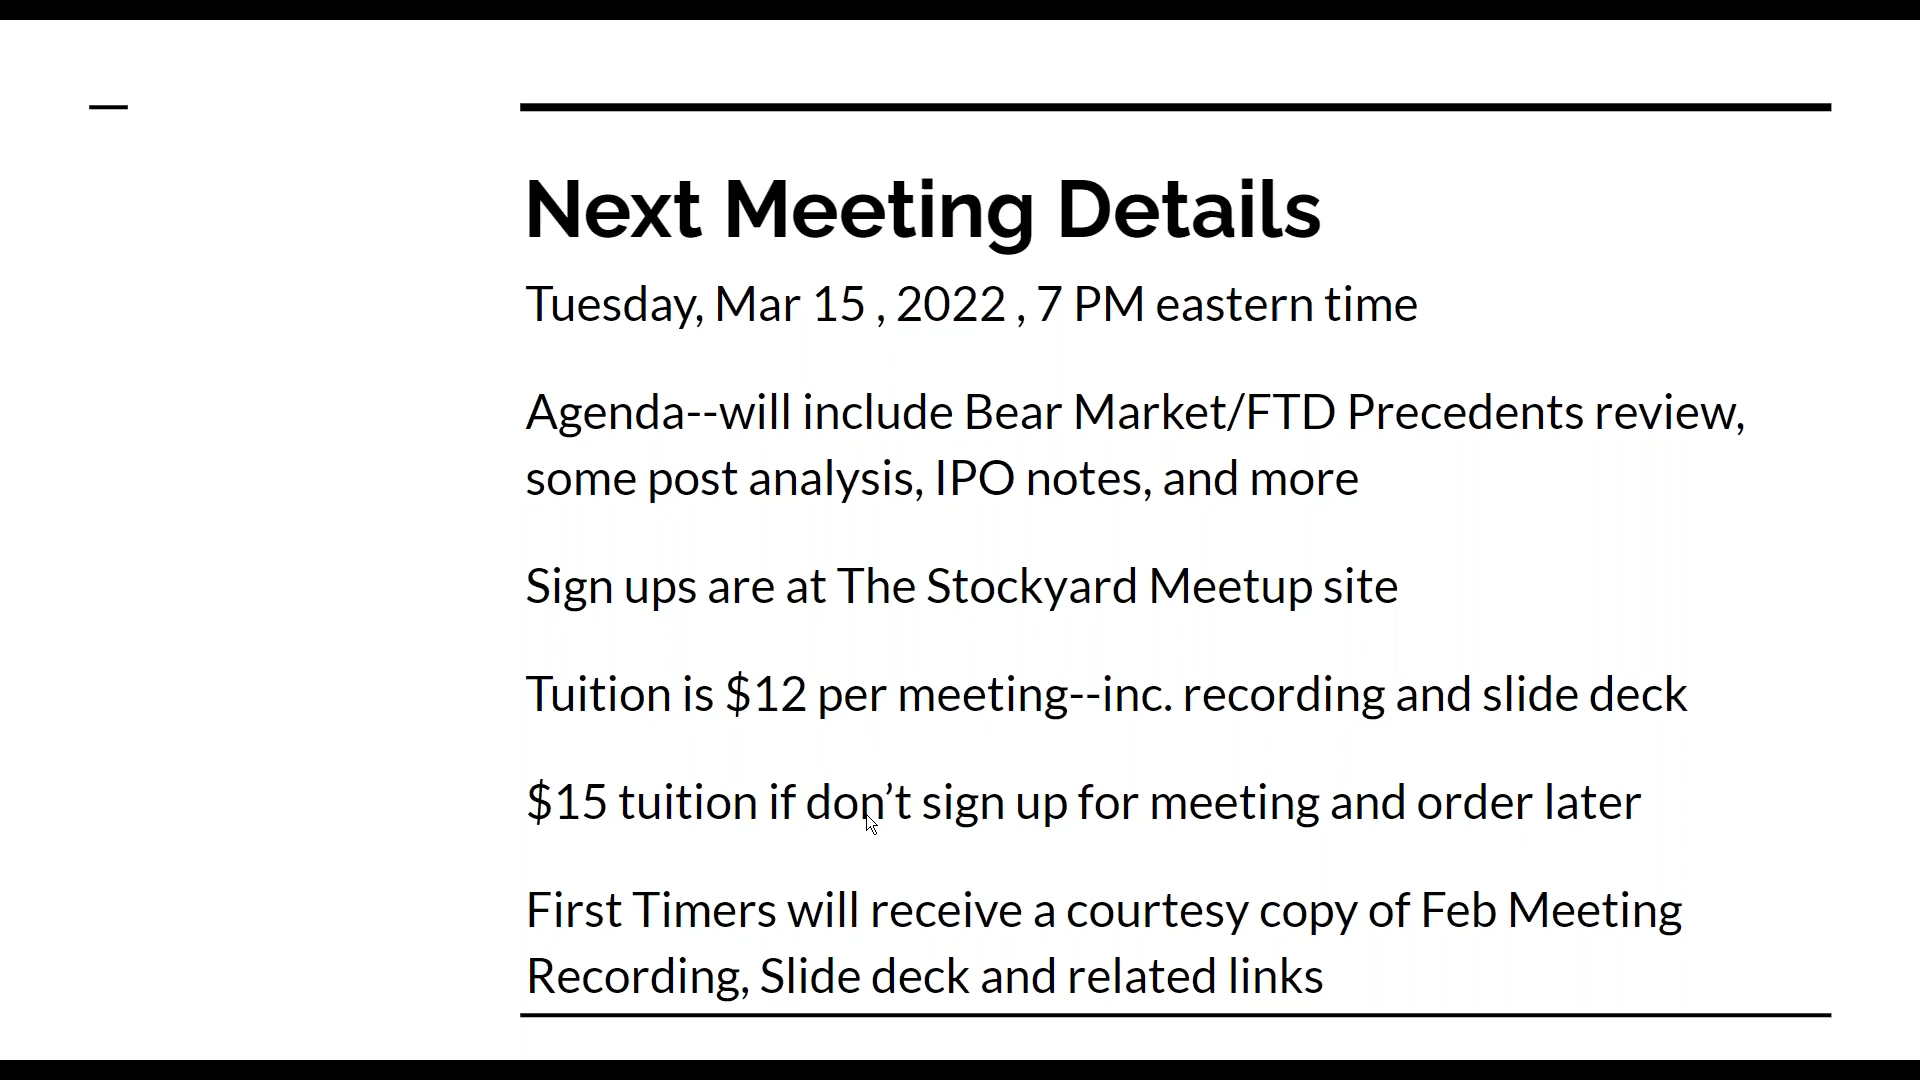 Next Meeting Details
Tuesday, Mar 15 , 2022 , 7 PM eastern time
Agenda--will include Bear Market/FTD Precedents review,
some post analysis, IPO notes, and more
Sign ups are at The Stockyard Meetup site
Tuition is $12 per meeting--inc. recording and slide deck
$15 tuition if don’t sign up for meeting and order later
First Timers will receive a courtesy copy of Feb Meeting
Recording, Slide deck and related links